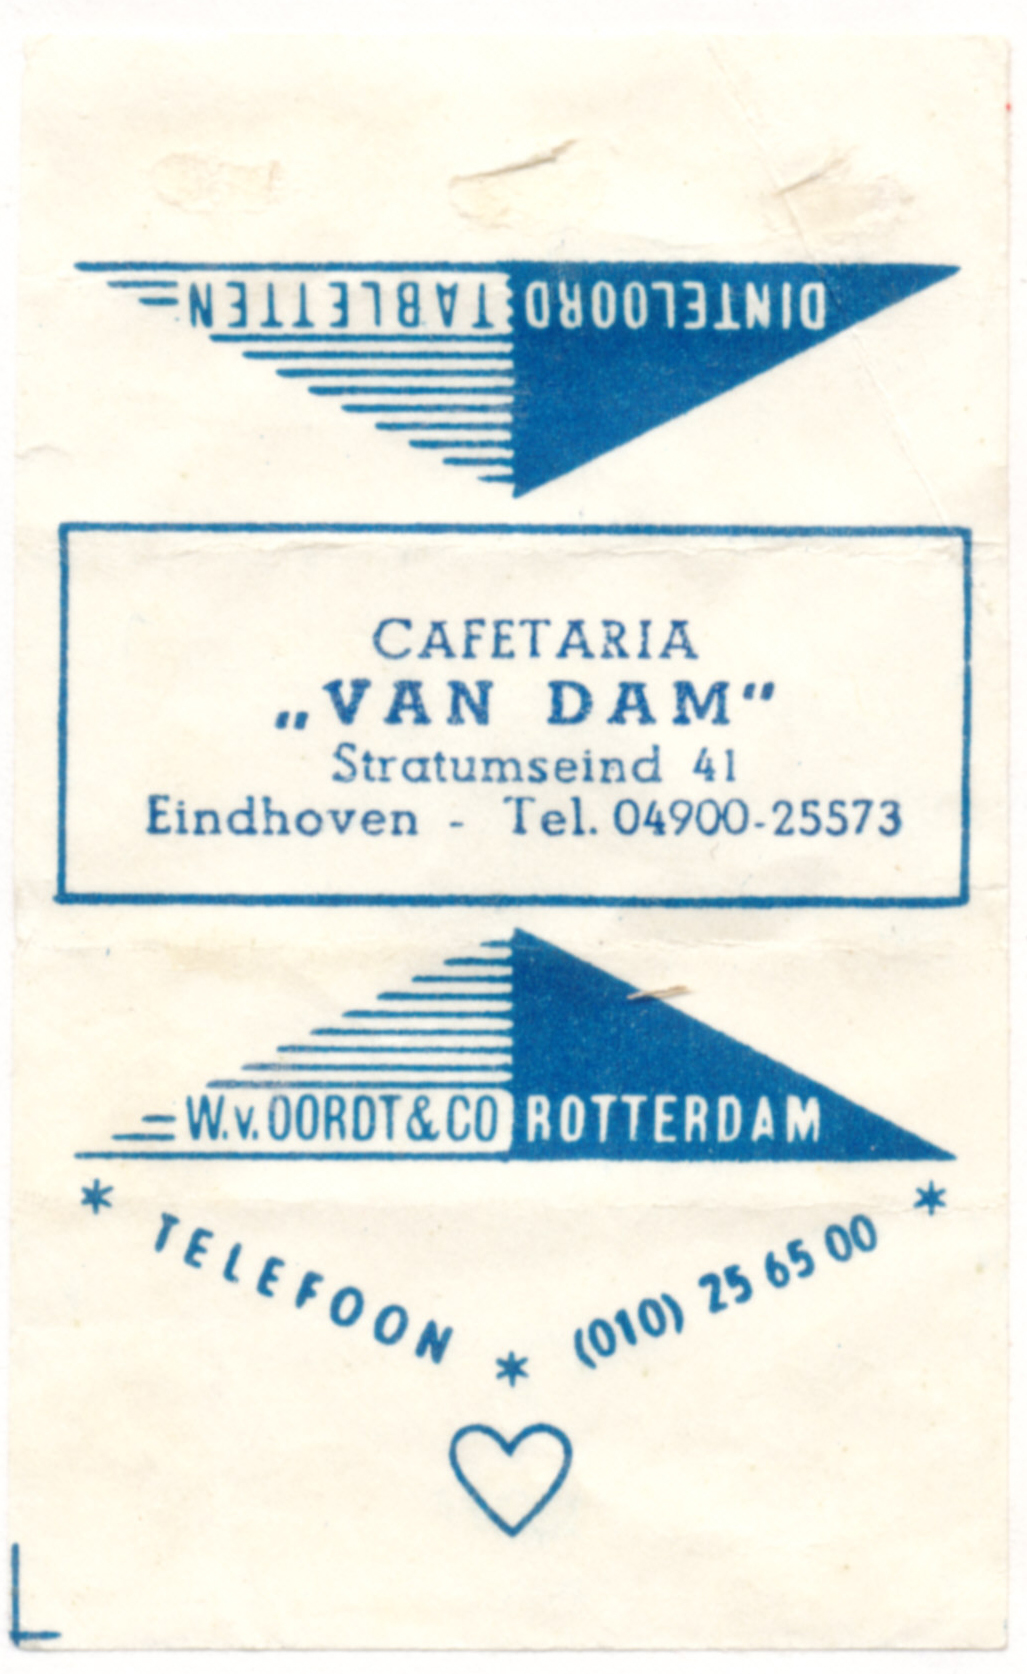 DINTELOORD TABLETTEN
CAFETARIA
„VAN DAM“
Stratumseind 41
Eindhoven - Tel. 04900-25573
W.v. OORDT & CO ROTTERDAM
* TELEFOON * (010) 25 65 00 *